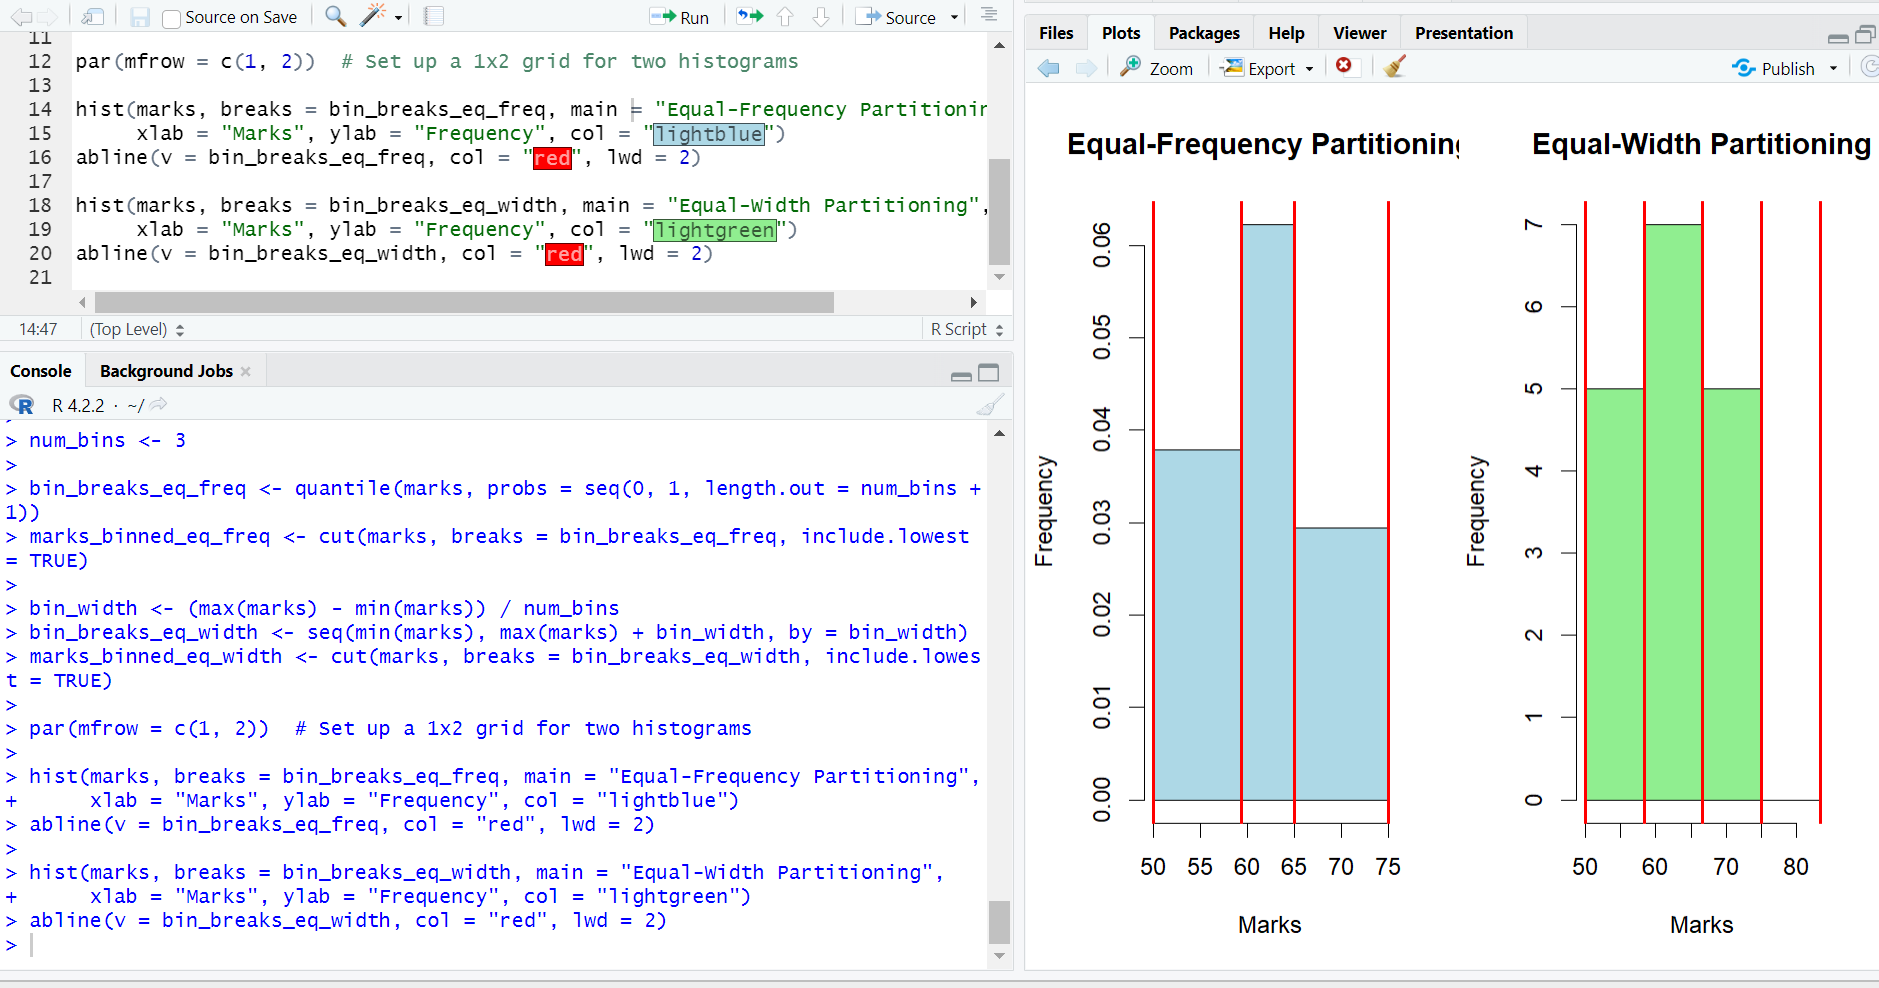 Source on Save
Run
Source
11
12 par(mfrow = c(1, 2))  # Set up a 1x2 grid for two histograms
13
14 hist(marks, breaks = bin_breaks_eq_freq, main = "Equal-Frequency Partitionin
15      xlab = "Marks", ylab = "Frequency", col = "lightblue")
16 abline(v = bin_breaks_eq_freq, col = "red", lwd = 2)
17
18 hist(marks, breaks = bin_breaks_eq_width, main = "Equal-Width Partitioning",
19      xlab = "Marks", ylab = "Frequency", col = "lightgreen")
20 abline(v = bin_breaks_eq_width, col = "red", lwd = 2)
21
14:47 (Top Level) R Script
Console Background Jobs
R 4.2.2 · ~/
> num_bins <- 3
>
> bin_breaks_eq_freq <- quantile(marks, probs = seq(0, 1, length.out = num_bins +
1))
> marks_binned_eq_freq <- cut(marks, breaks = bin_breaks_eq_freq, include.lowest
= TRUE)
>
> bin_width <- (max(marks) - min(marks)) / num_bins
> bin_breaks_eq_width <- seq(min(marks), max(marks) + bin_width, by = bin_width)
> marks_binned_eq_width <- cut(marks, breaks = bin_breaks_eq_width, include.lowes
t = TRUE)
>
> par(mfrow = c(1, 2))  # Set up a 1x2 grid for two histograms
>
> hist(marks, breaks = bin_breaks_eq_freq, main = "Equal-Frequency Partitioning",
+      xlab = "Marks", ylab = "Frequency", col = "lightblue")
> abline(v = bin_breaks_eq_freq, col = "red", lwd = 2)
>
> hist(marks, breaks = bin_breaks_eq_width, main = "Equal-Width Partitioning",
+      xlab = "Marks", ylab = "Frequency", col = "lightgreen")
> abline(v = bin_breaks_eq_width, col = "red", lwd = 2)
>
Files Plots Packages Help Viewer Presentation
Zoom Export Publish
Equal-Frequency Partitioning
Frequency
0.06
0.05
0.04
0.03
0.02
0.01
0.00
50 55 60 65 70 75
Marks
Equal-Width Partitioning
Frequency
7
6
5
4
3
2
1
0
50 60 70 80
Marks